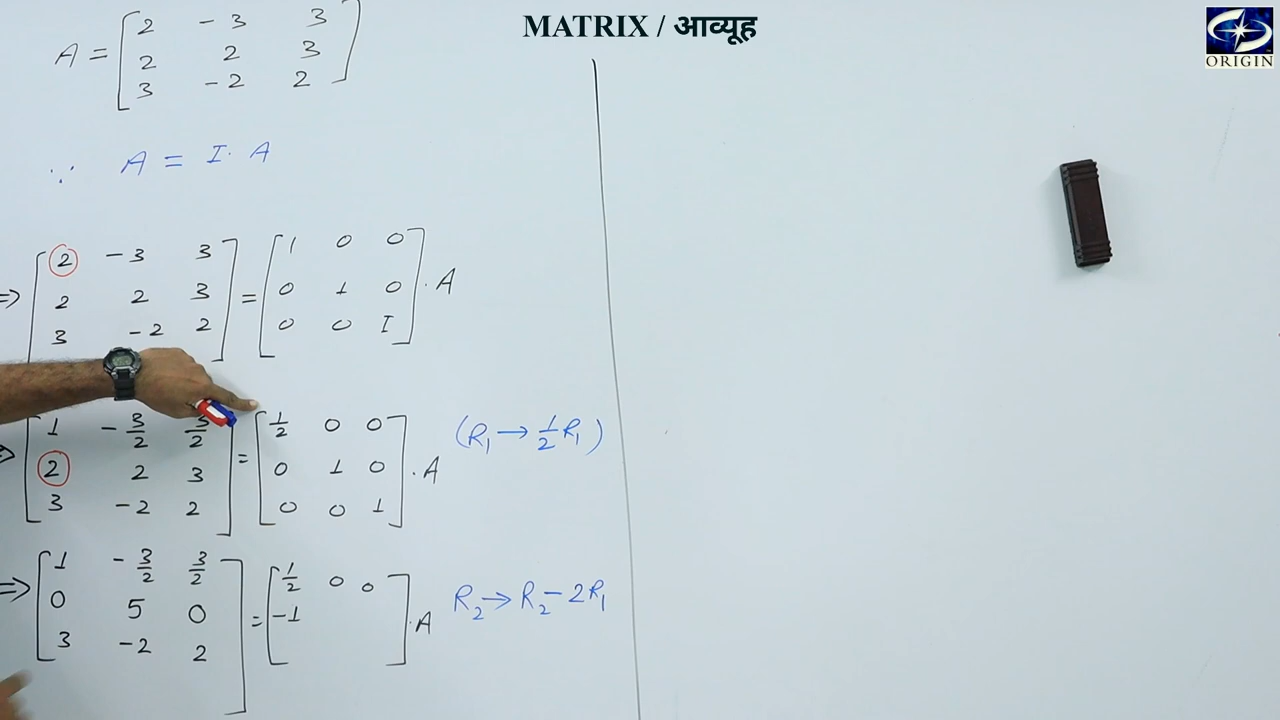 MATRIX / आव्यूह
ORIGIN
A = [ 2 -3 3
2 2 3
3 -2 2 ]
∵ A = I. A
=> [ 2 -3 3
2 2 3
3 -2 2 ] = [ 1 0 0
0 1 0
0 0 I ] . A
=> [ 1 -3/2 3/2
2 2 3
3 -2 2 ] = [ 1/2 0 0
0 1 0
0 0 1 ] . A (R₁ → 1/2 R₁)
=> [ 1 -3/2 3/2
0 5 0
3 -2 2 ] = [ 1/2 0 0
-1
] . A R₂ → R₂ - 2R₁